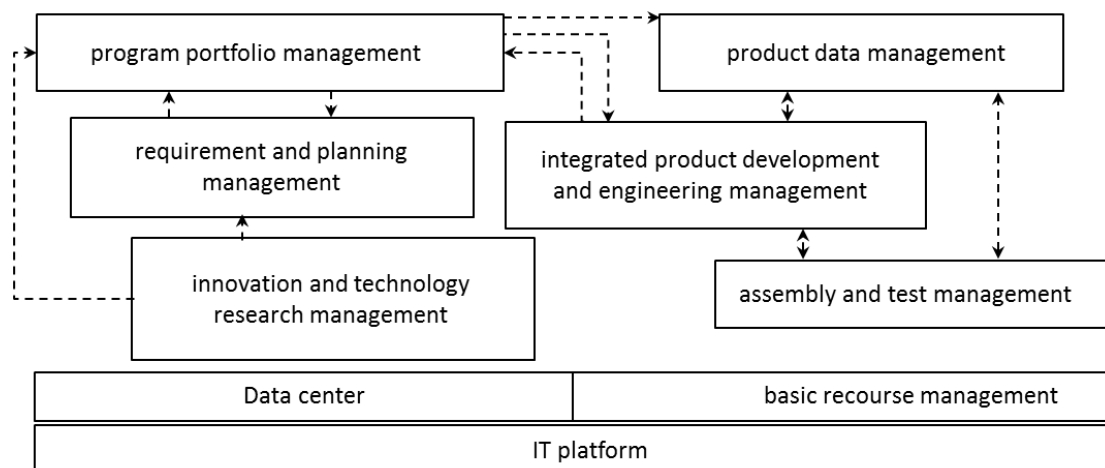 program portfolio management
product data management
requirement and planning
management
integrated product development
and engineering management
innovation and technology
research management
assembly and test management
Data center
basic recourse management
IT platform